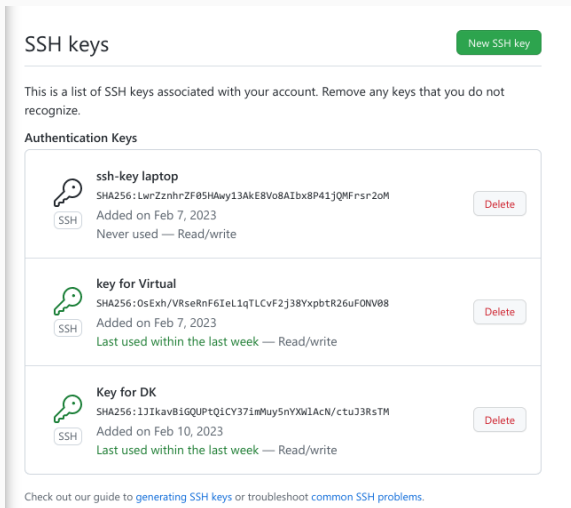 SSH keys
New SSH key
This is a list of SSH keys associated with your account. Remove any keys that you do not
recognize.
Authentication Keys
ssh-key laptop
SHA256:LwrZznhrZF05HAwy13AkE8Vo8AIbx8P41jQMFrsr2oM
Added on Feb 7, 2023
Never used — Read/write
SSH
Delete
key for Virtual
SHA256:OsExh/VRseRnF6IeL1qTLCvF2j38YxpbtR26uFONV08
Added on Feb 7, 2023
Last used within the last week — Read/write
SSH
Delete
Key for DK
SHA256:lJIkavBiGQUPtQiCY37imMuy5nYXWlAcN/ctuJ3RsTM
Added on Feb 10, 2023
Last used within the last week — Read/write
SSH
Delete
Check out our guide to generating SSH keys or troubleshoot common SSH problems.